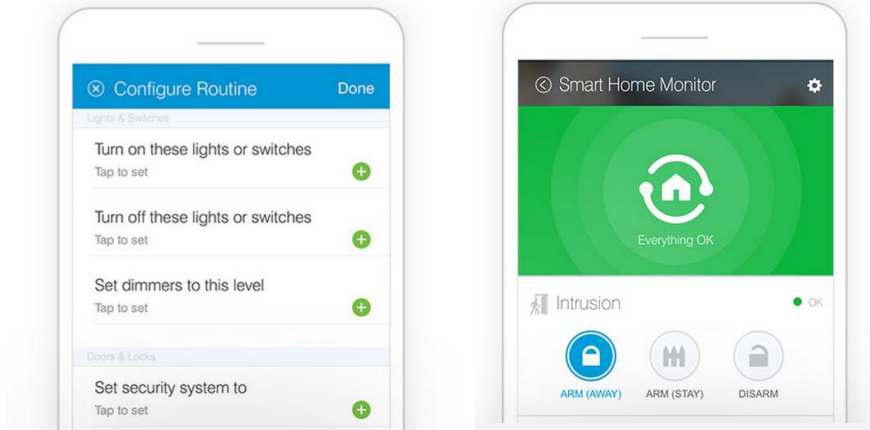 Configure Routine
Done
Lights & Switches
Turn on these lights or switches
Tap to set
Turn off these lights or switches
Tap to set
Set dimmers to this level
Tap to set
Doors & Locks
Set security system to
Tap to set
Smart Home Monitor
Everything OK
Intrusion
OK
ARM (AWAY)
ARM (STAY)
DISARM